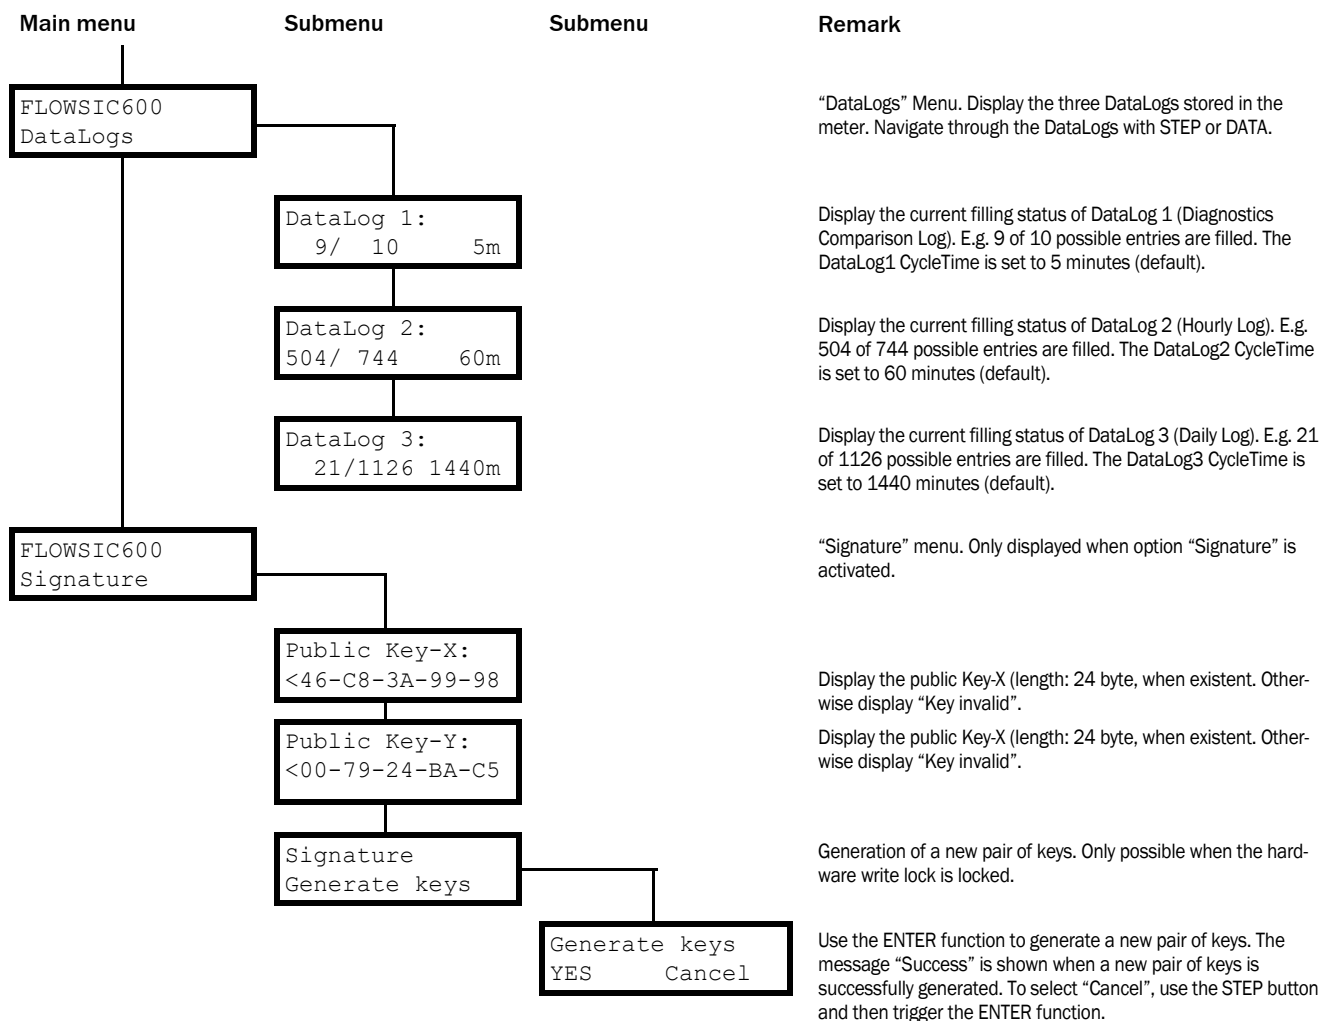 Main menu
Submenu
Submenu
Remark
FLOWSIC600
DataLogs
“DataLogs” Menu. Display the three DataLogs stored in the
meter. Navigate through the DataLogs with STEP or DATA.
DataLog 1:
9/ 10 5m
Display the current filling status of DataLog 1 (Diagnostics
Comparison Log). E.g. 9 of 10 possible entries are filled. The
DataLog1 CycleTime is set to 5 minutes (default).
DataLog 2:
504/ 744 60m
Display the current filling status of DataLog 2 (Hourly Log). E.g.
504 of 744 possible entries are filled. The DataLog2 CycleTime
is set to 60 minutes (default).
DataLog 3:
21/1126 1440m
Display the current filling status of DataLog 3 (Daily Log). E.g. 21
of 1126 possible entries are filled. The DataLog3 CycleTime is
set to 1440 minutes (default).
FLOWSIC600
Signature
“Signature” menu. Only displayed when option “Signature” is
activated.
Public Key-X:
<46-C8-3A-99-98
Display the public Key-X (length: 24 byte, when existent. Other-
wise display “Key invalid”.
Public Key-Y:
<00-79-24-BA-C5
Display the public Key-X (length: 24 byte, when existent. Other-
wise display “Key invalid”.
Signature
Generate keys
Generation of a new pair of keys. Only possible when the hard-
ware write lock is locked.
Generate keys
YES Cancel
Use the ENTER function to generate a new pair of keys. The
message “Success” is shown when a new pair of keys is
successfully generated. To select “Cancel”, use the STEP button
and then trigger the ENTER function.